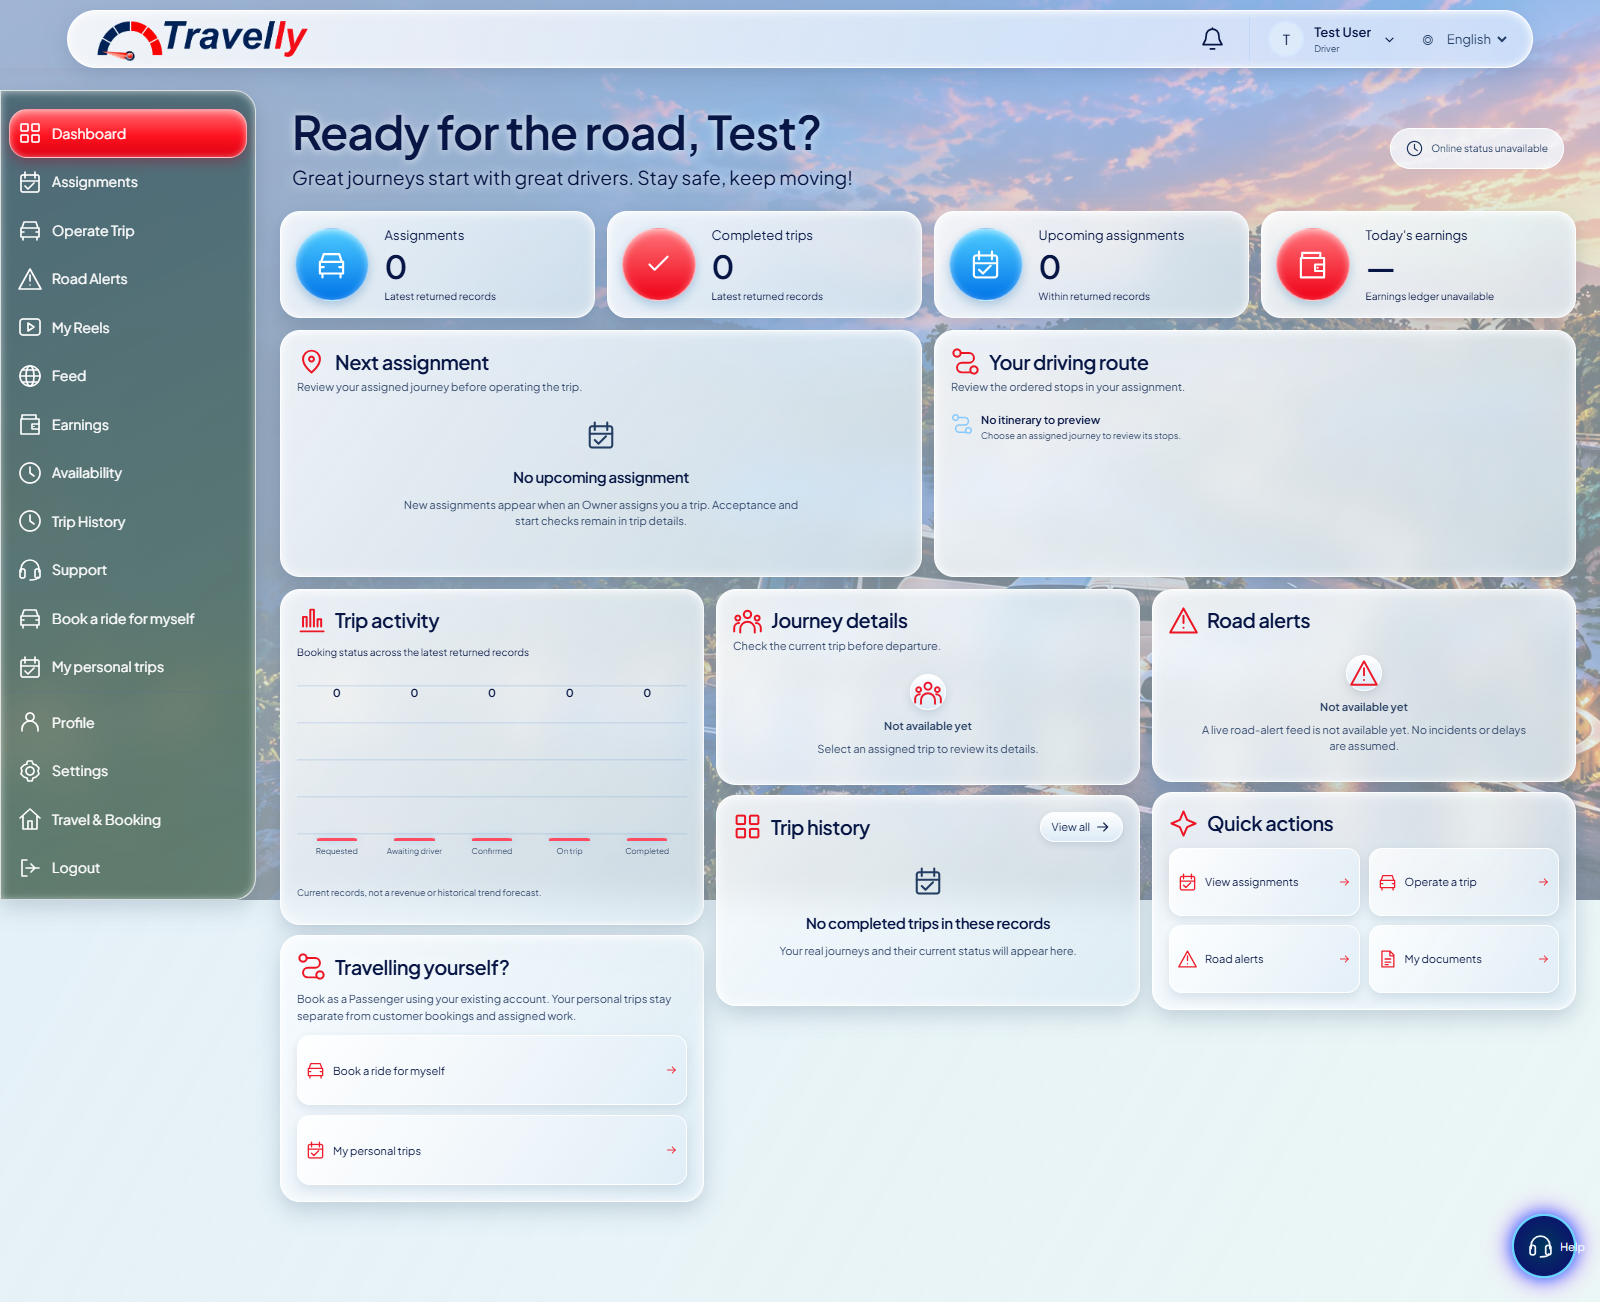 Travelly
Test User
Driver
T
English
Dashboard
Assignments
Operate Trip
Road Alerts
My Reels
Feed
Earnings
Availability
Trip History
Support
Book a ride for myself
My personal trips
Profile
Settings
Travel & Booking
Logout
Ready for the road, Test?
Great journeys start with great drivers. Stay safe, keep moving!
Online status unavailable
Assignments
0
Latest returned records
Completed trips
0
Latest returned records
Upcoming assignments
0
Within returned records
Today's earnings
—
Earnings ledger unavailable
Next assignment
Review your assigned journey before operating the trip.
No upcoming assignment
New assignments appear when an Owner assigns you a trip. Acceptance and
start checks remain in trip details.
Your driving route
Review the ordered stops in your assignment.
No itinerary to preview
Choose an assigned journey to review its stops.
Trip activity
Booking status across the latest returned records
0 0 0 0 0
Requested Awaiting driver Confirmed On trip Completed
Current records, not a revenue or historical trend forecast.
Travelling yourself?
Book as a Passenger using your existing account. Your personal trips stay
separate from customer bookings and assigned work.
Book a ride for myself
My personal trips
Journey details
Check the current trip before departure.
Not available yet
Select an assigned trip to review its details.
Trip history
View all
No completed trips in these records
Your real journeys and their current status will appear here.
Road alerts
Not available yet
A live road-alert feed is not available yet. No incidents or delays
are assumed.
Quick actions
View assignments
Operate a trip
Road alerts
My documents
Help